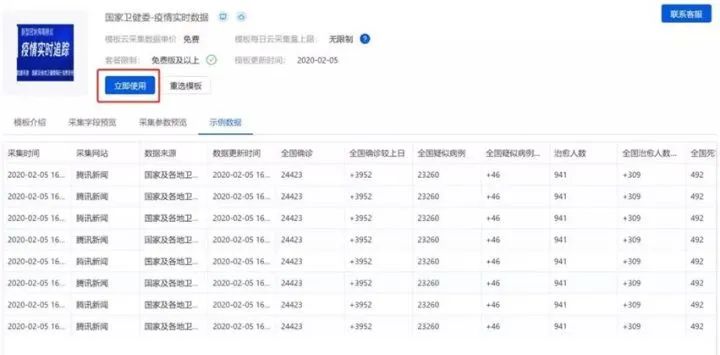 国家卫健委-疫情实时数据
联系客服
疫情实时追踪
模板云采集数据单价 免费 模板每日云采集量上限: 无限制 ?
套餐限制: 免费版及以上 模板更新时间: 2020-02-05
立即使用 重选模板
模板介绍 采集字段预览 采集参数预览 示例数据
采集时间 采集网站 数据来源 数据更新时间 全国确诊 全国确诊较上日 全国疑似病例 全国疑似病例... 治愈人数 全国治愈人数... 全国死
2020-02-05 16... 腾讯新闻 国家及各地卫... 2020-02-05 16... 24423 +3952 23260 +46 941 +309 492
2020-02-05 16... 腾讯新闻 国家及各地卫... 2020-02-05 16... 24423 +3952 23260 +46 941 +309 492
2020-02-05 16... 腾讯新闻 国家及各地卫... 2020-02-05 16... 24423 +3952 23260 +46 941 +309 492
2020-02-05 16... 腾讯新闻 国家及各地卫... 2020-02-05 16... 24423 +3952 23260 +46 941 +309 492
2020-02-05 16... 腾讯新闻 国家及各地卫... 2020-02-05 16... 24423 +3952 23260 +46 941 +309 492
2020-02-05 16... 腾讯新闻 国家及各地卫... 2020-02-05 16... 24423 +3952 23260 +46 941 +309 492
2020-02-05 16... 腾讯新闻 国家及各地卫... 2020-02-05 16... 24423 +3952 23260 +46 941 +309 492
2020-02-05 16... 腾讯新闻 国家及各地卫... 2020-02-05 16... 24423 +3952 23260 +46 941 +309 492